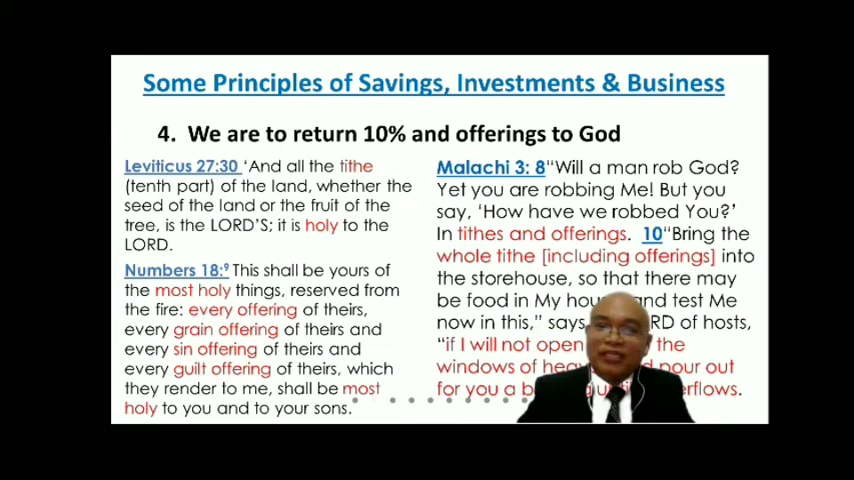 Some Principles of Savings, Investments & Business
4. We are to return 10% and offerings to God
Leviticus 27:30 ‘And all the tithe
(tenth part) of the land, whether the
seed of the land or the fruit of the
tree, is the LORD’S; it is holy to the
LORD.
Numbers 18:9 This shall be yours of
the most holy things, reserved from
the fire: every offering of theirs,
every grain offering of theirs and
every sin offering of theirs and
every guilt offering of theirs, which
they render to me, shall be most
holy to you and to your sons.
Malachi 3: 8“Will a man rob God?
Yet you are robbing Me! But you
say, ‘How have we robbed You?’
In tithes and offerings. 10“Bring the
whole tithe [including offerings] into
the storehouse, so that there may
be food in My and test Me
now in this,” says of hosts,
“if I will not open the
windows of pour out
for you a